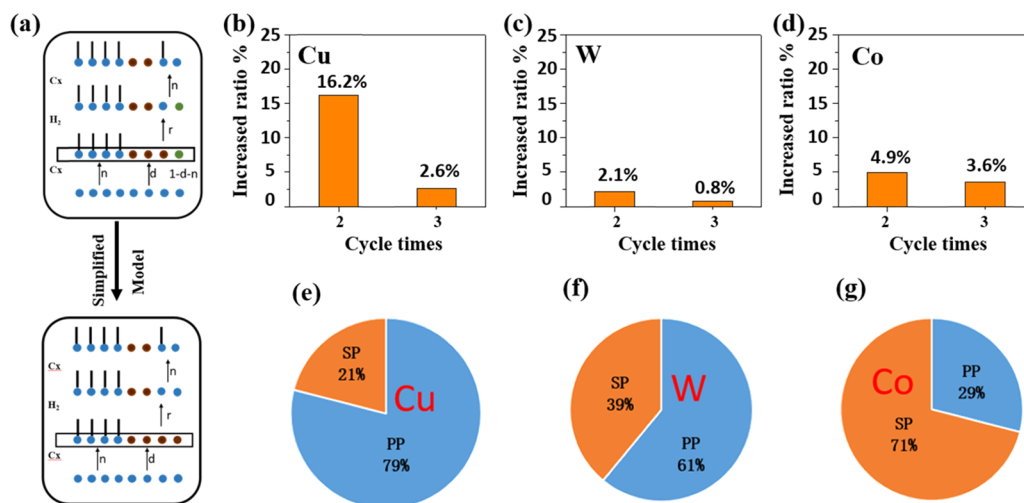 (a)
Cx
n
H2
r
Cx
n
d
1-d-n
Simplified
Model
Cx
n
H2
r
Cx
n
d
(b)
Increased ratio %
25
20
15
10
5
0
Cu
16.2%
2.6%
2
3
Cycle times
(c)
Increased ratio %
25
20
15
10
5
0
W
2.1%
0.8%
2
3
Cycle times
(d)
Increased ratio %
25
20
15
10
5
0
Co
4.9%
3.6%
2
3
Cycle times
(e)
SP
21%
Cu
PP
79%
(f)
SP
39%
W
PP
61%
(g)
PP
29%
Co
SP
71%